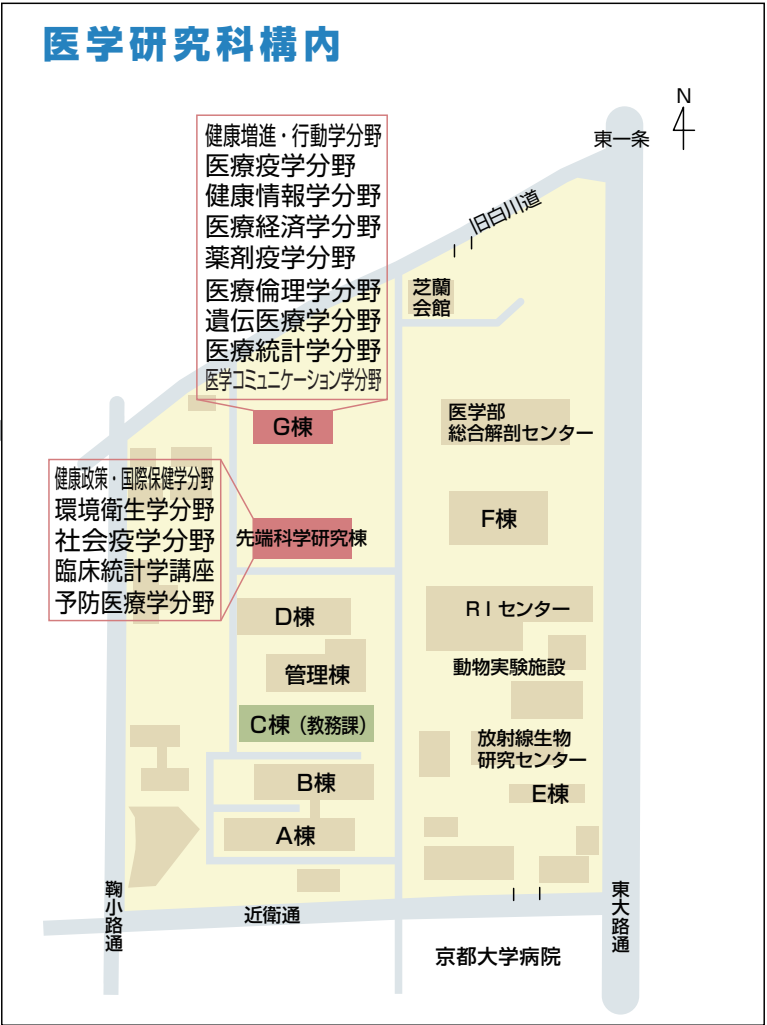 医学研究科構内
N
東一条
旧白川道
健康増進・行動学分野
医療疫学分野
健康情報学分野
医療経済学分野
薬剤疫学分野
医療倫理学分野
遺伝医療学分野
医療統計学分野
医学コミュニケーション学分野
芝蘭
会館
G棟
医学部
総合解剖センター
健康政策・国際保健学分野
環境衛生学分野
社会疫学分野
臨床統計学講座
予防医療学分野
先端科学研究棟
F棟
D棟
RIセンター
管理棟
動物実験施設
C棟（教務課）
放射線生物
研究センター
B棟
E棟
A棟
鞠小路通
近衛通
東大路通
京都大学病院